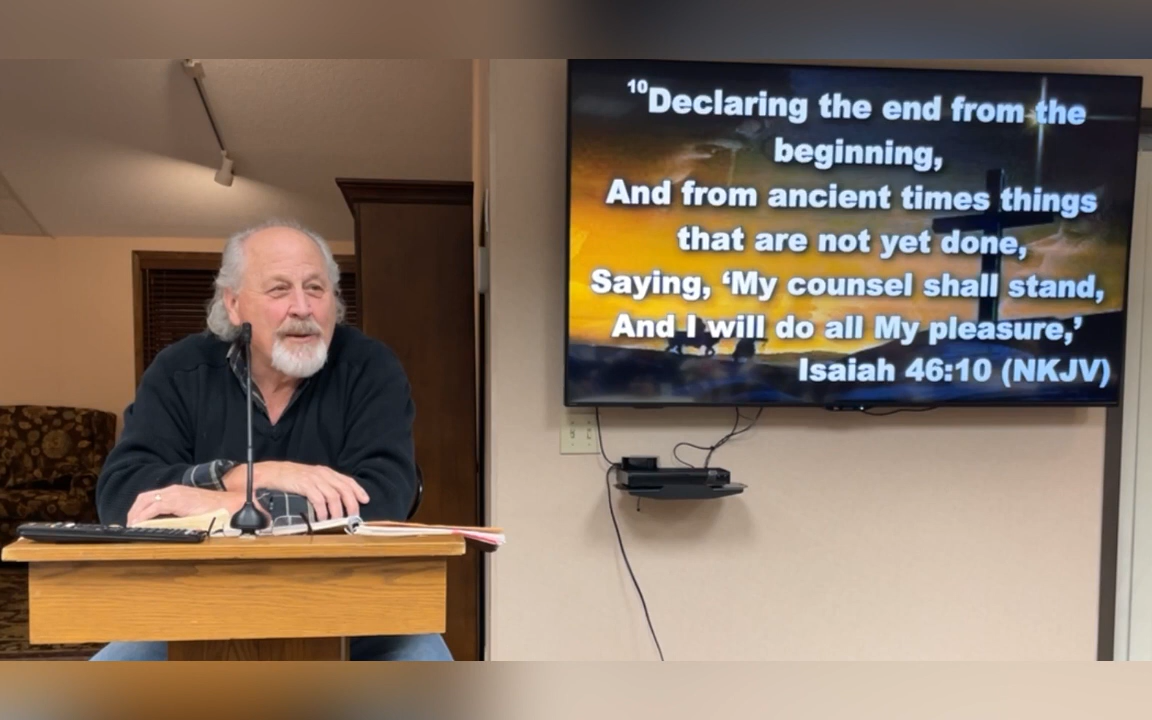 ¹⁰Declaring the end from the
beginning,
And from ancient times things
that are not yet done,
Saying, ‘My counsel shall stand,
And I will do all My pleasure,’
Isaiah 46:10 (NKJV)